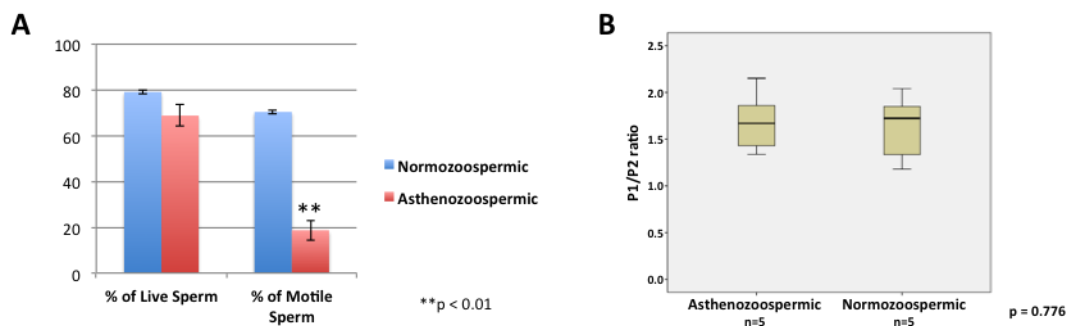 A
100
80
60
40
20
0
**
% of Live Sperm
% of Motile
Sperm
Normozoospermic
Asthenozoospermic
**p < 0.01
B
P1/P2 ratio
2.5
2.0
1.5
1.0
0.5
0.0
Asthenozoospermic
n=5
Normozoospermic
n=5
p = 0.776